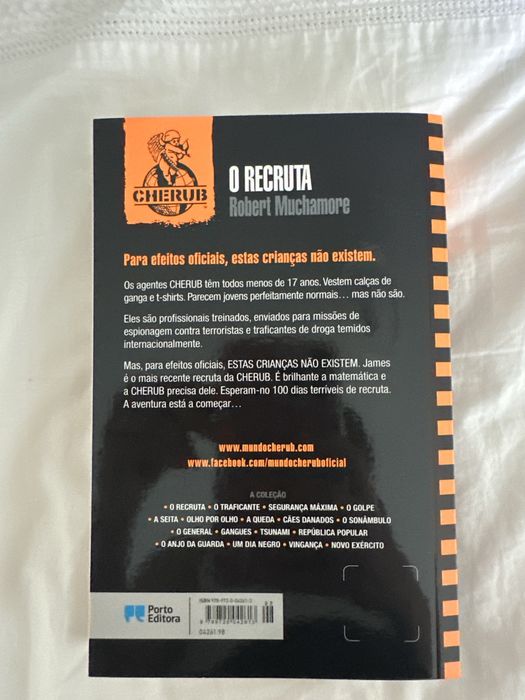 CHERUB
O RECRUTA
Robert Muchamore
Para efeitos oficiais, estas crianças não existem.
Os agentes CHERUB têm todos menos de 17 anos. Vestem calças de
ganga e t-shirts. Parecem jovens perfeitamente normais... mas não são.
Eles são profissionais treinados, enviados para missões de
espionagem contra terroristas e traficantes de droga temidos
internacionalmente.
Mas, para efeitos oficiais, ESTAS CRIANÇAS NÃO EXISTEM. James
é o mais recente recruta da CHERUB. É brilhante a matemática e
a CHERUB precisa dele. Esperam-no 100 dias terríveis de recruta.
A aventura está a começar...
www.mundocherub.com
www.facebook.com/mundocheruboficial
A COLEÇÃO
• O RECRUTA • O TRAFICANTE • SEGURANÇA MÁXIMA • O GOLPE
• A SEITA • OLHO POR OLHO • A QUEDA • CÃES DANADOS • O SONÂMBULO
• O GENERAL • GANGUES • TSUNAMI • REPÚBLICA POPULAR
• O ANJO DA GUARDA • UM DIA NEGRO • VINGANÇA • NOVO EXÉRCITO
Porto
Editora
04261.98